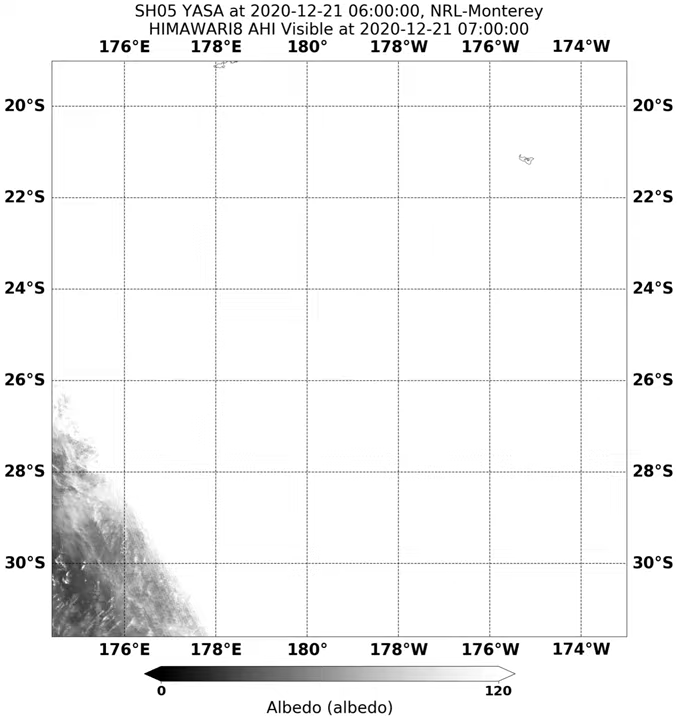 SH05 YASA at 2020-12-21 06:00:00, NRL-Monterey
HIMAWARI8 AHI Visible at 2020-12-21 07:00:00
176°E 178°E 180° 178°W 176°W 174°W
20°S 20°S
22°S 22°S
24°S 24°S
26°S 26°S
28°S 28°S
30°S 30°S
176°E 178°E 180° 178°W 176°W 174°W
0 120
Albedo (albedo)